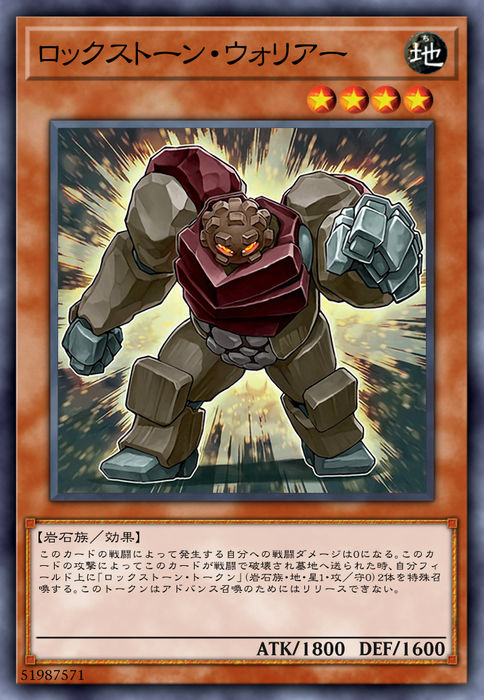 ロックストーン・ウォリアー
ち
地
【岩石族／効果】
このカードの戦闘によって発生する自分への戦闘ダメージは0になる。このカー
ドの攻撃によってこのカードが戦闘で破壊され墓地へ送られた時、自分フィ
ールド上に「ロックストーン・トークン」(岩石族・地・星1・攻／守0)2体を特殊召
喚する。このトークンはアドバンス召喚のためにはリリースできない。
ATK/1800 DEF/1600
51987571